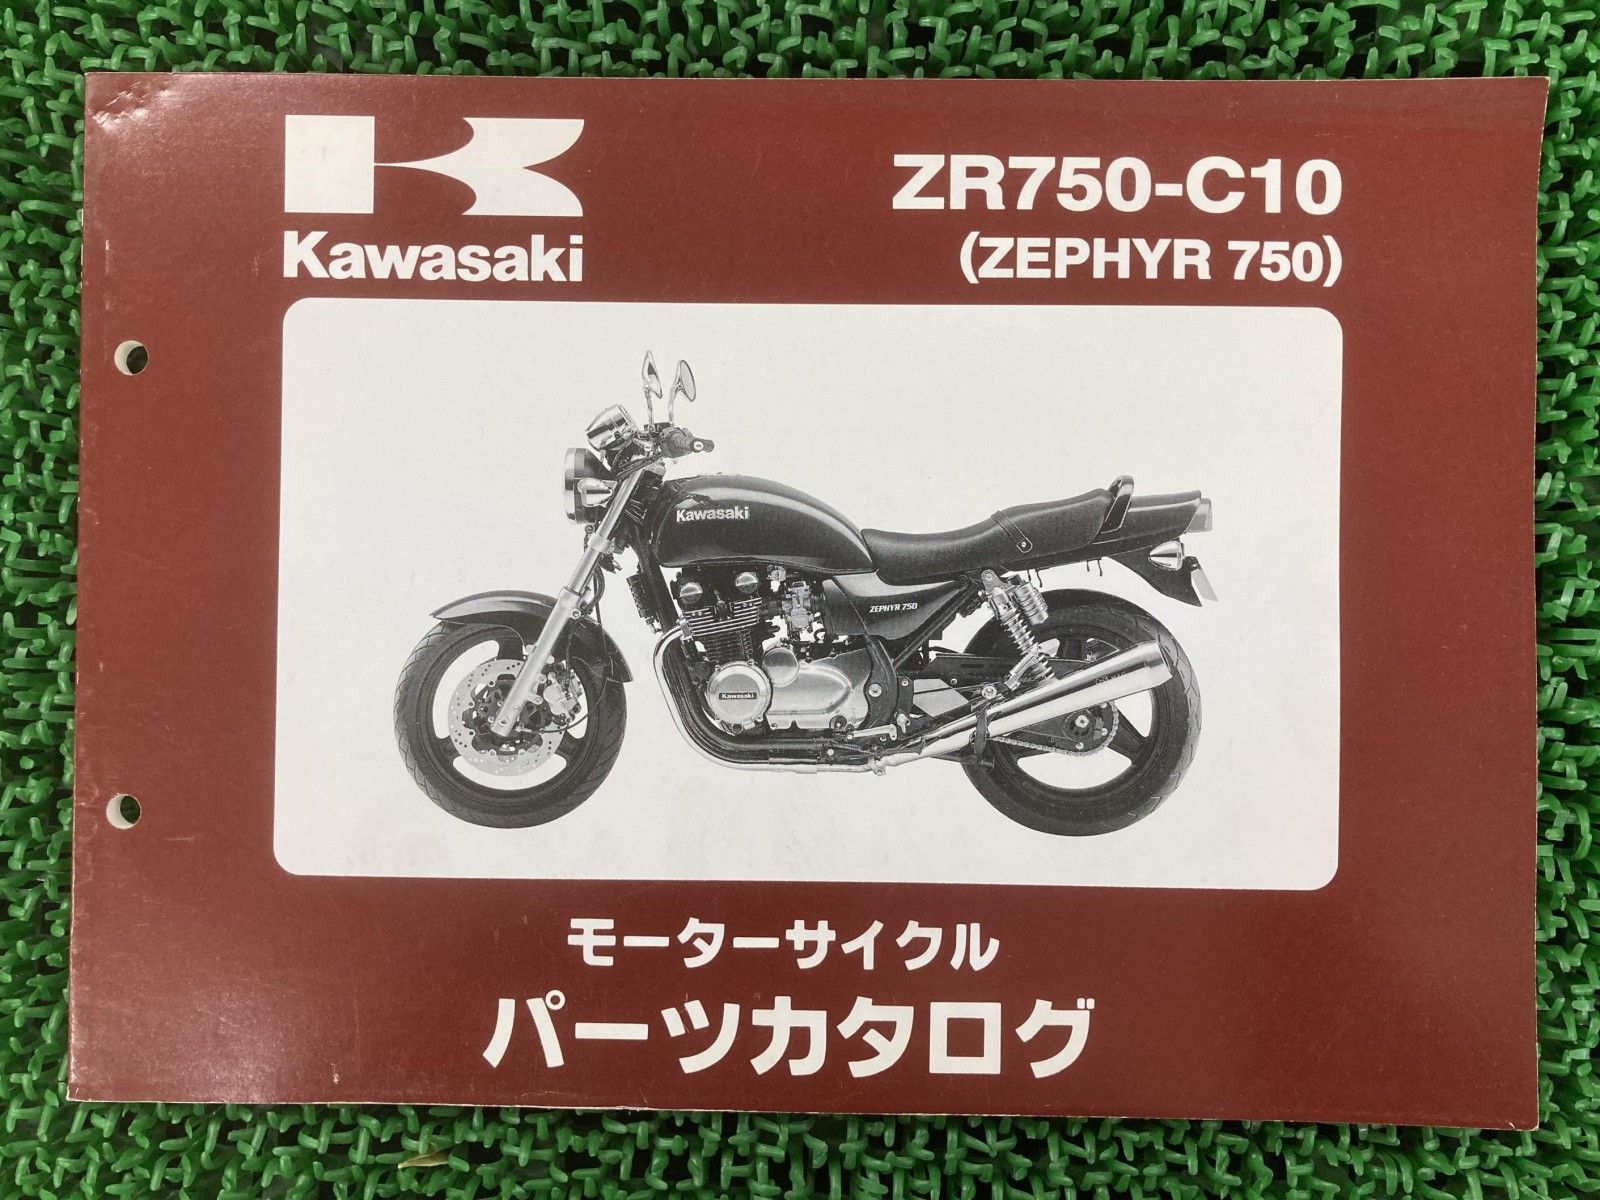 Kawasaki
ZR750-C10
(ZEPHYR 750)
Kawasaki
ZEPHYR 750
Kawasaki
モーターサイクル
パーツカタログ